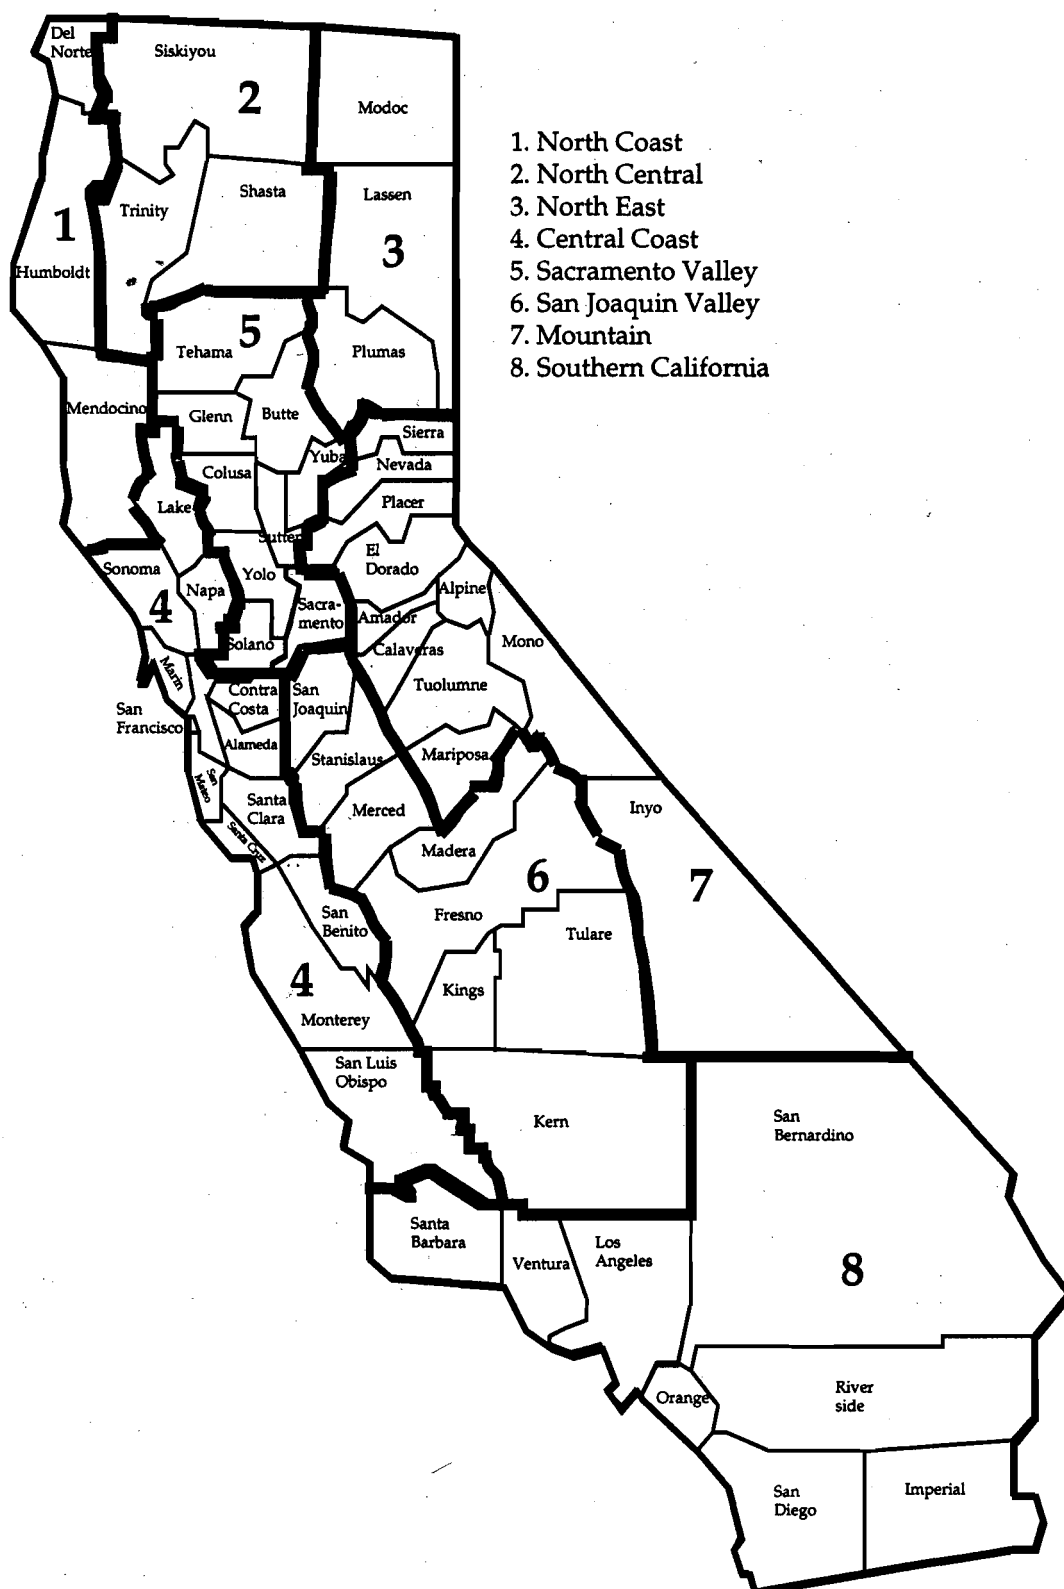 Del
Norte
Siskiyou
2
Modoc
1. North Coast
2. North Central
3. North East
4. Central Coast
5. Sacramento Valley
6. San Joaquin Valley
7. Mountain
8. Southern California
Shasta
Lassen
Trinity
1
3
Humboldt
5
Tehama
Plumas
Mendocino
Glenn
Butte
Sierra
Yuba
Nevada
Colusa
Placer
Lake
Sutter
El
Dorado
Sonoma
Yolo
Napa
Alpine
4
Sacra-
mento
Amador
Solano
Calaveras
Mono
Marin
Tuolumne
Contra
Costa
San
Joaquin
San
Francisco
Alameda
Stanislaus
Mariposa
San
Mateo
Santa
Clara
Merced
Inyo
Santa Cruz
Madera
6
7
San
Benito
Fresno
Tulare
4
Kings
Monterey
San Luis
Obispo
Kern
San
Bernardino
Santa
Barbara
Ventura
Los
Angeles
8
Orange
River
side
San
Diego
Imperial